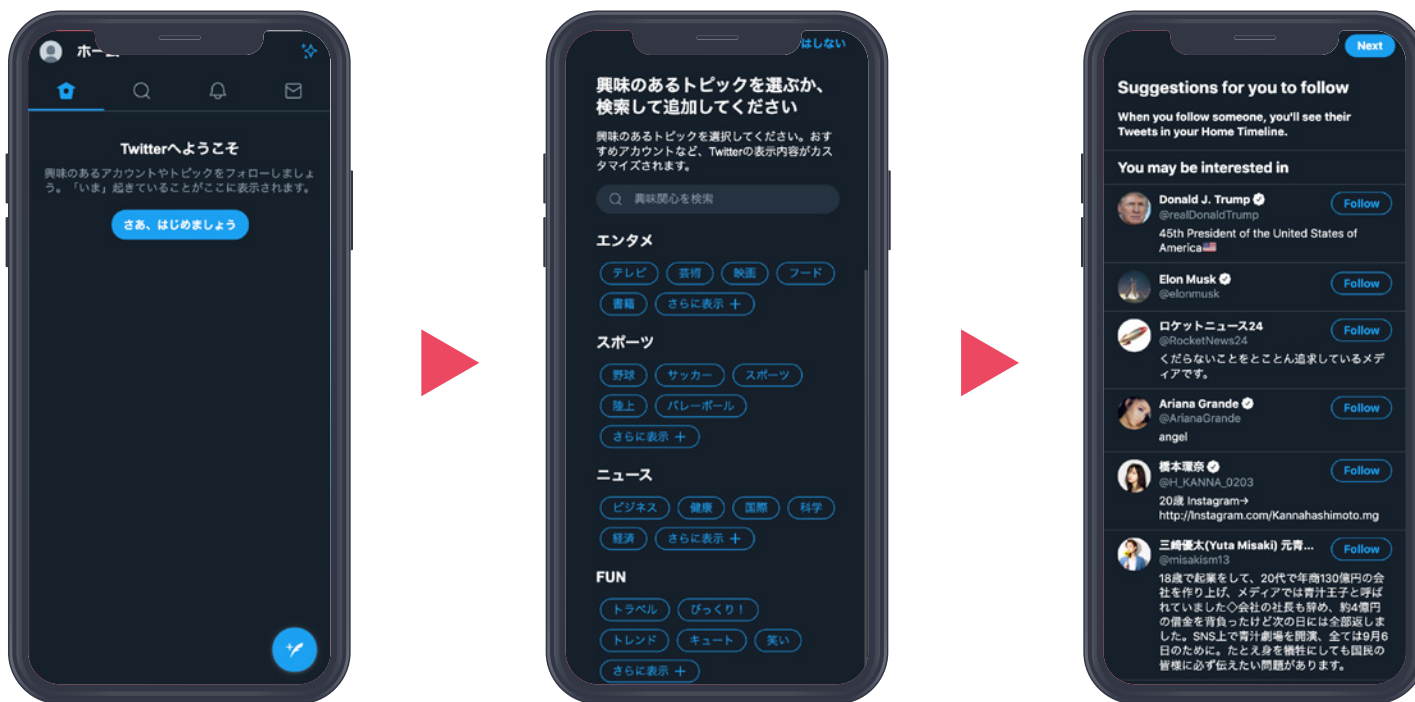 ホーム
Twitterへようこそ
興味のあるアカウントやトピックをフォローしましょ
う。「いま」起きていることがここに表示されます。
さあ、はじめましょう
はしない
興味のあるトピックを選ぶか、
検索して追加してください
興味のあるトピックを選択してください。おす
すめアカウントなど、Twitterの表示内容がカス
タマイズされます。
興味関心を検索
エンタメ
テレビ 芸術 映画 フード
書籍 さらに表示 +
スポーツ
野球 サッカー スポーツ
陸上 バレーボール
さらに表示 +
ニュース
ビジネス 健康 国際 科学
経済 さらに表示 +
FUN
トラベル びっくり！
トレンド キュート 笑い
さらに表示 +
Next
Suggestions for you to follow
When you follow someone, you'll see their
Tweets in your Home Timeline.
You may be interested in
Donald J. Trump
Follow
@realDonaldTrump
45th President of the United States of
America🇺🇸
Elon Musk
Follow
@elonmusk
ロケットニュース24
Follow
@RocketNews24
くだらないことをとことん追求しているメデ
ィアです。
Ariana Grande
Follow
@ArianaGrande
angel
橋本環奈
Follow
@H_KANNA_0203
20歳 Instagram→
http://Instagram.com/Kannahashimoto.mg
三崎優太(Yuta Misaki) 元青...
Follow
@misakism13
18歳で起業をして、20代で年商130億円の会
社を作り上げ、メディアでは青汁王子と呼ば
れていました◇会社の社長も辞め、約4億円
の借金を背負ったけど次の日には全部返しま
した。SNS上で青汁劇場を開演、全ては9月6
日のために。たとえ身を犠牲にしても国民の
皆様に必ず伝えたい問題があります。